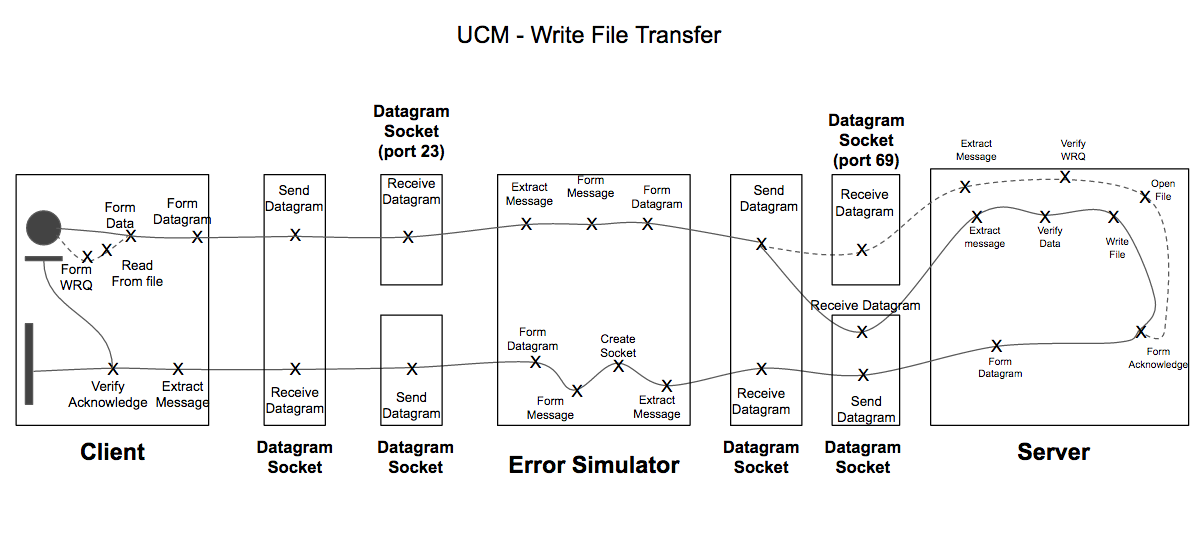 UCM - Write File Transfer
Datagram
Socket
(port 23)
Datagram
Socket
(port 69)
Form
Data
Form
Datagram
Form
WRQ
Read
From file
Verify
Acknowledge
Extract
Message
Client
Send
Datagram
Receive
Datagram
Datagram
Socket
Receive
Datagram
Send
Datagram
Datagram
Socket
Extract
Message
Form
Message
Form
Datagram
Form
Datagram
Form
Message
Create
Socket
Extract
Message
Error Simulator
Send
Datagram
Receive
Datagram
Datagram
Socket
Receive
Datagram
Receive Datagram
Send
Datagram
Datagram
Socket
Extract
Message
Verify
WRQ
Open
File
Extract
message
Verify
Data
Write
File
Form
Datagram
Form
Acknowledge
Server